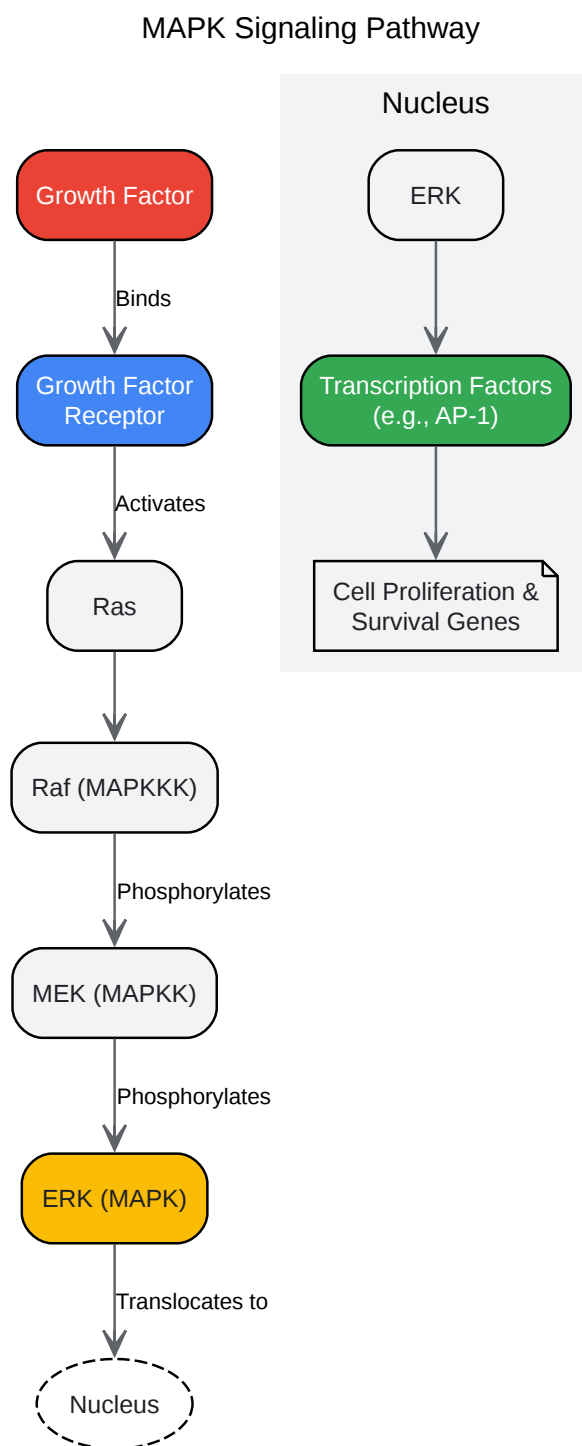 MAPK Signaling Pathway
Growth Factor
Binds
Growth Factor
Receptor
Activates
Ras
Raf (MAPKKK)
Phosphorylates
MEK (MAPKK)
Phosphorylates
ERK (MAPK)
Translocates to
Nucleus
Nucleus
ERK
Transcription Factors
(e.g., AP-1)
Cell Proliferation &
Survival Genes